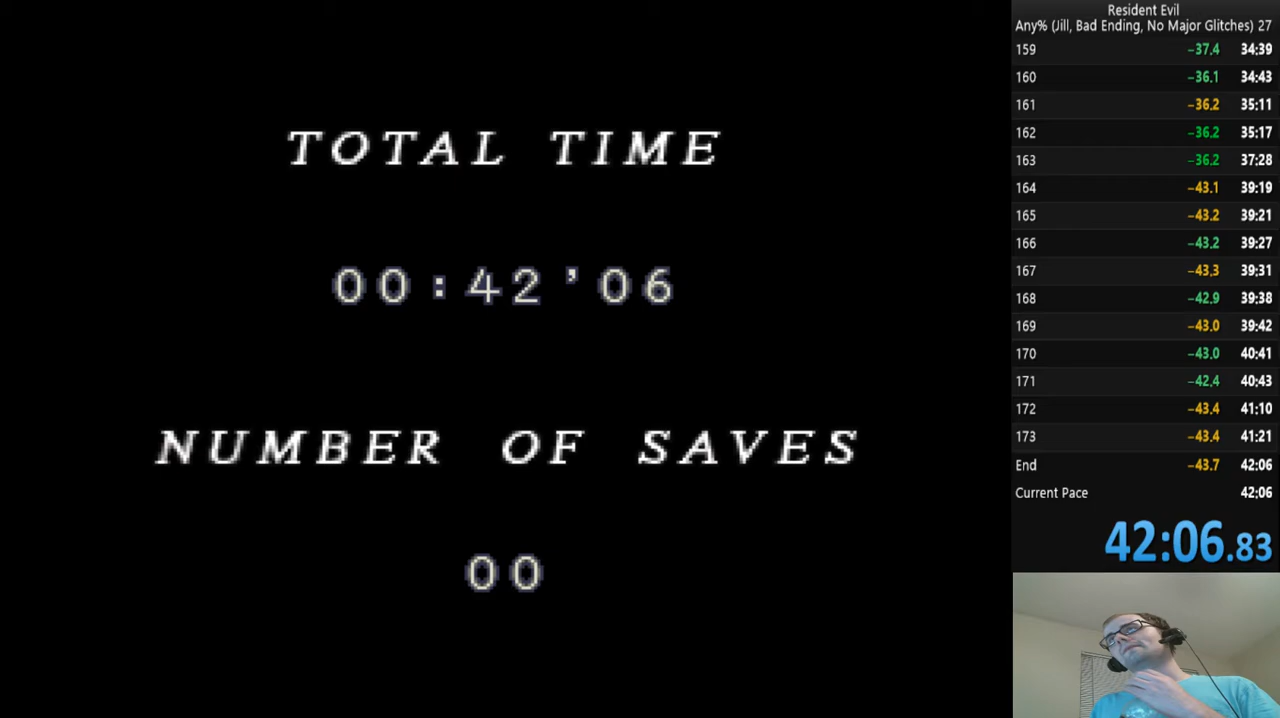 TOTAL TIME
00:42'06
NUMBER OF SAVES
00
Resident Evil
Any% (Jill, Bad Ending, No Major Glitches) 27
159 −37.4 34:39
160 −36.1 34:43
161 −36.2 35:11
162 −36.2 35:17
163 −36.2 37:28
164 −43.1 39:19
165 −43.2 39:21
166 −43.2 39:27
167 −43.3 39:31
168 −42.9 39:38
169 −43.0 39:42
170 −43.0 40:41
171 −42.4 40:43
172 −43.4 41:10
173 −43.4 41:21
End −43.7 42:06
Current Pace 42:06
42:06.83